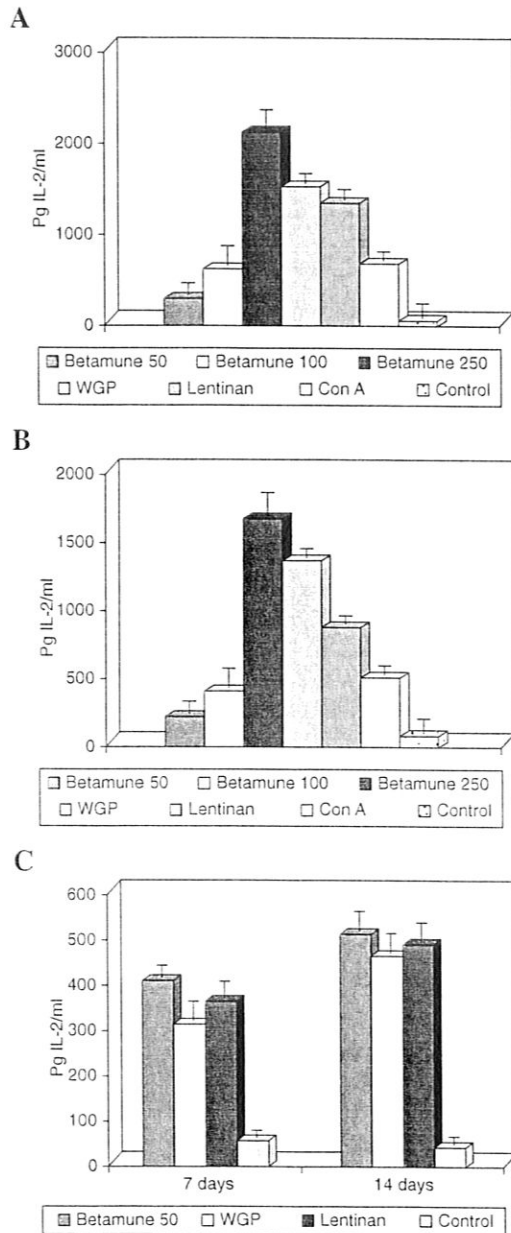 A
Pg IL-2/ml
3000
2000
1000
0
Betamune 50 Betamune 100 Betamune 250
WGP Lentinan Con A Control
B
Pg IL-2/ml
2000
1500
1000
500
0
Betamune 50 Betamune 100 Betamune 250
WGP Lentinan Con A Control
C
Pg IL-2/ml
600
500
400
300
200
100
0
7 days 14 days
Betamune 50 WGP Lentinan Control